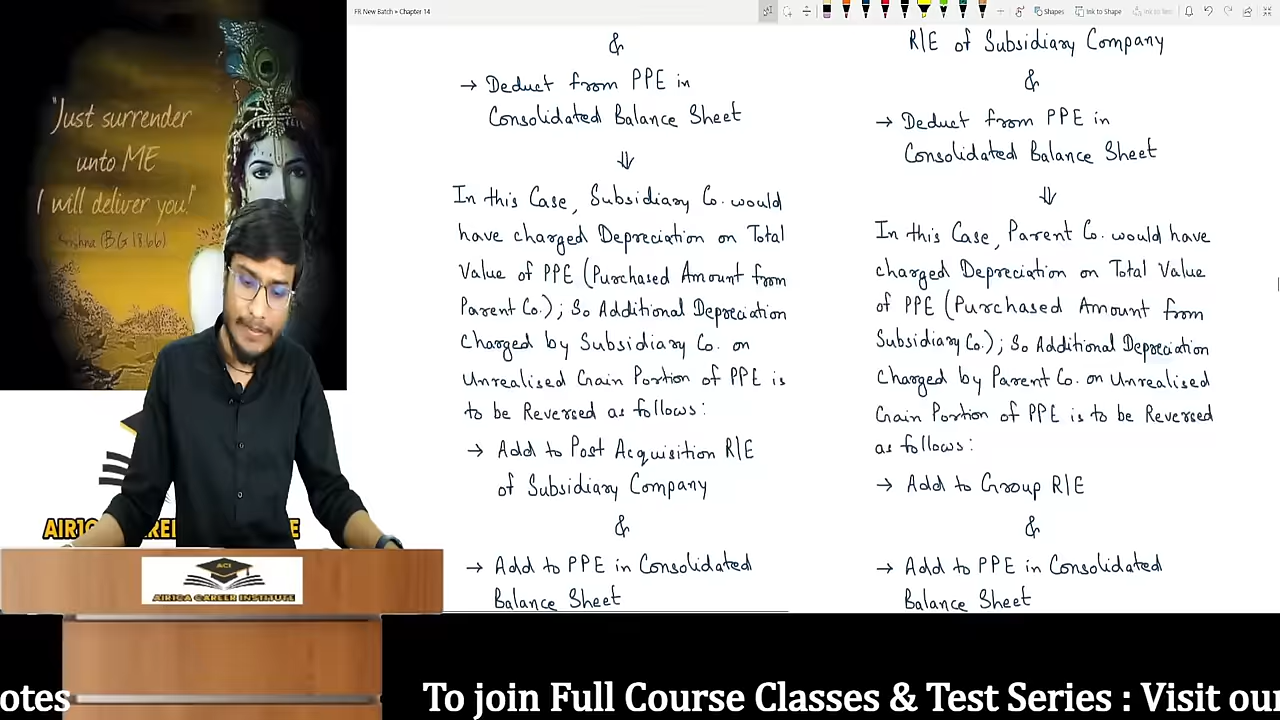 FR New Batch » Chapter 14
Shapes
Ink to Shape
Ink to Text
"Just surrender
unto ME
I will deliver you!"
Krishna (B.G 18.66)
&
→ Deduct from PPE in
Consolidated Balance Sheet
⇓
In this Case, Subsidiary Co. would
have charged Depreciation on Total
Value of PPE (Purchased Amount from
Parent Co.); So Additional Depreciation
Charged by Subsidiary Co. on
Unrealised Gain Portion of PPE is
to be Reversed as follows:
→ Add to Post Acquisition R/E
of Subsidiary Company
&
→ Add to PPE in Consolidated
Balance Sheet
R/E of Subsidiary Company
&
→ Deduct from PPE in
Consolidated Balance Sheet
⇓
In this Case, Parent Co. would have
charged Depreciation on Total Value
of PPE (Purchased Amount from
Subsidiary Co.); So Additional Depreciation
Charged by Parent Co. on Unrealised
Gain Portion of PPE is to be Reversed
as follows:
→ Add to Group R/E
&
→ Add to PPE in Consolidated
Balance Sheet
ACI
AIR1CA CAREER INSTITUTE
otes To join Full Course Classes & Test Series : Visit our